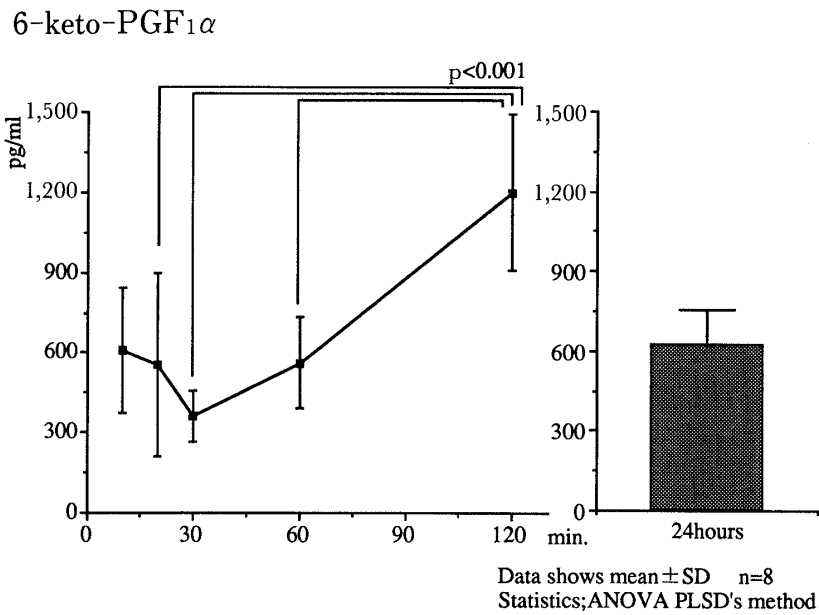 6-keto-PGF1α
p<0.001
pg/ml
1,500
1,200
900
600
300
0
0 30 60 90 120 min.
1,500
1,200
900
600
300
0
24hours
Data shows mean±SD n=8
Statistics;ANOVA PLSD's method